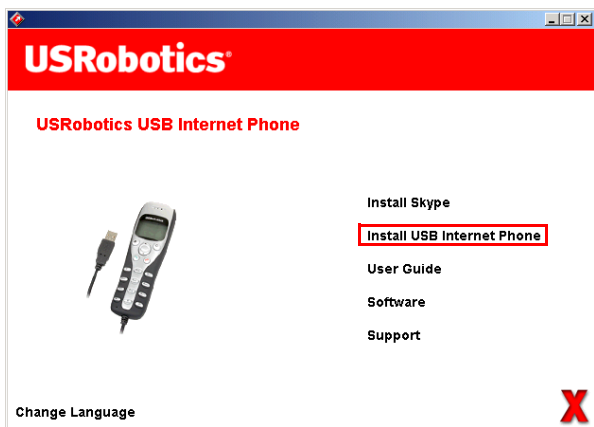 USRobotics®
USRobotics USB Internet Phone
Install Skype
Install USB Internet Phone
User Guide
Software
Support
Change Language